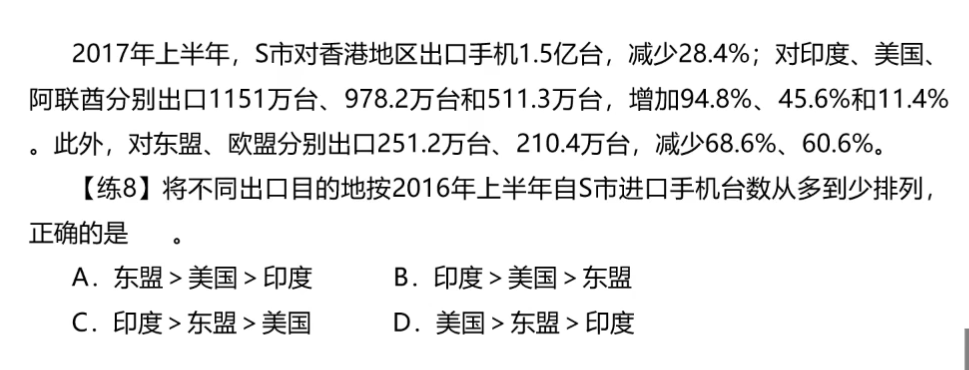 2017年上半年，S市对香港地区出口手机1.5亿台，减少28.4%；对印度、美国、
阿联酋分别出口1151万台、978.2万台和511.3万台，增加94.8%、45.6%和11.4%
。此外，对东盟、欧盟分别出口251.2万台、210.4万台，减少68.6%、60.6%。
【练8】将不同出口目的地按2016年上半年自S市进口手机台数从多到少排列，
正确的是　　。
A．东盟＞美国＞印度　　B．印度＞美国＞东盟
C．印度＞东盟＞美国　　D．美国＞东盟＞印度